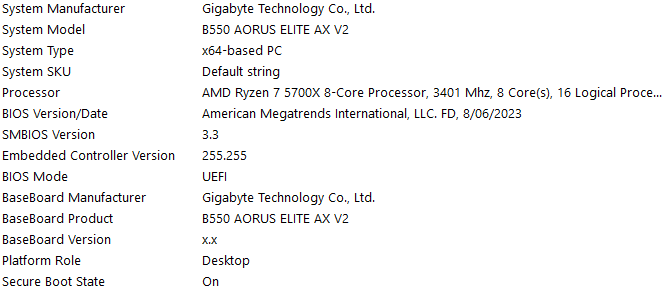 System Manufacturer Gigabyte Technology Co., Ltd.
System Model B550 AORUS ELITE AX V2
System Type x64-based PC
System SKU Default string
Processor AMD Ryzen 7 5700X 8-Core Processor, 3401 Mhz, 8 Core(s), 16 Logical Proce...
BIOS Version/Date American Megatrends International, LLC. FD, 8/06/2023
SMBIOS Version 3.3
Embedded Controller Version 255.255
BIOS Mode UEFI
BaseBoard Manufacturer Gigabyte Technology Co., Ltd.
BaseBoard Product B550 AORUS ELITE AX V2
BaseBoard Version x.x
Platform Role Desktop
Secure Boot State On